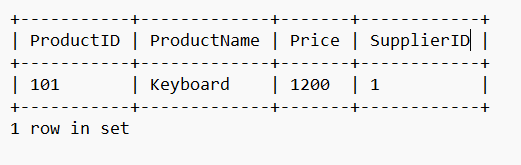 +-----------+-------------+-------+------------+
| ProductID | ProductName | Price | SupplierID |
+-----------+-------------+-------+------------+
| 101       | Keyboard    | 1200  | 1          |
+-----------+-------------+-------+------------+
1 row in set